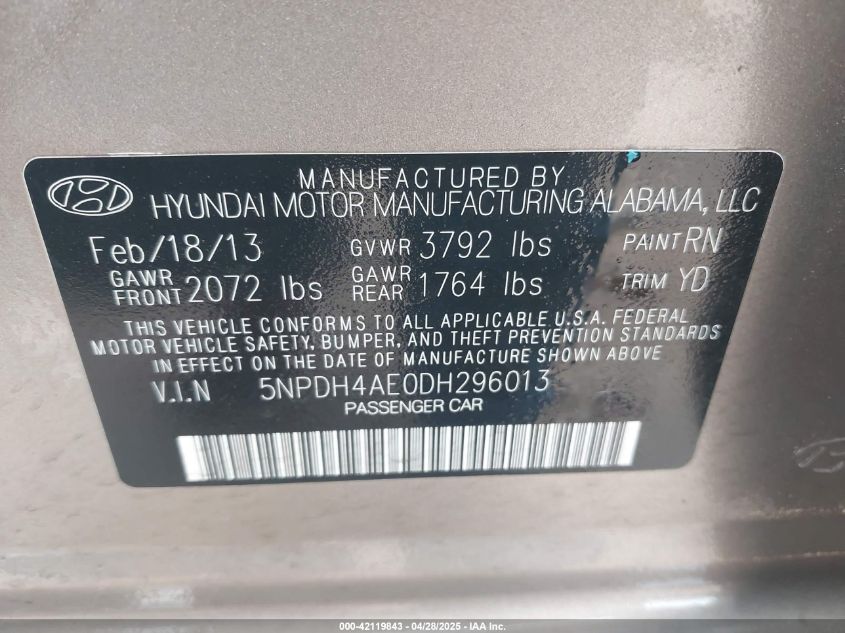 MANUFACTURED BY
HYUNDAI MOTOR MANUFACTURING ALABAMA, LLC
Feb/18/13 GVWR 3792 lbs PAINT RN
GAWR FRONT 2072 lbs GAWR REAR 1764 lbs TRIM YD
THIS VEHICLE CONFORMS TO ALL APPLICABLE U.S.A. FEDERAL
MOTOR VEHICLE SAFETY, BUMPER, AND THEFT PREVENTION STANDARDS
IN EFFECT ON THE DATE OF MANUFACTURE SHOWN ABOVE.
V.I.N 5NPDH4AE0DH296013
PASSENGER CAR
000-42119843 04/28/2025 - IAA Inc.